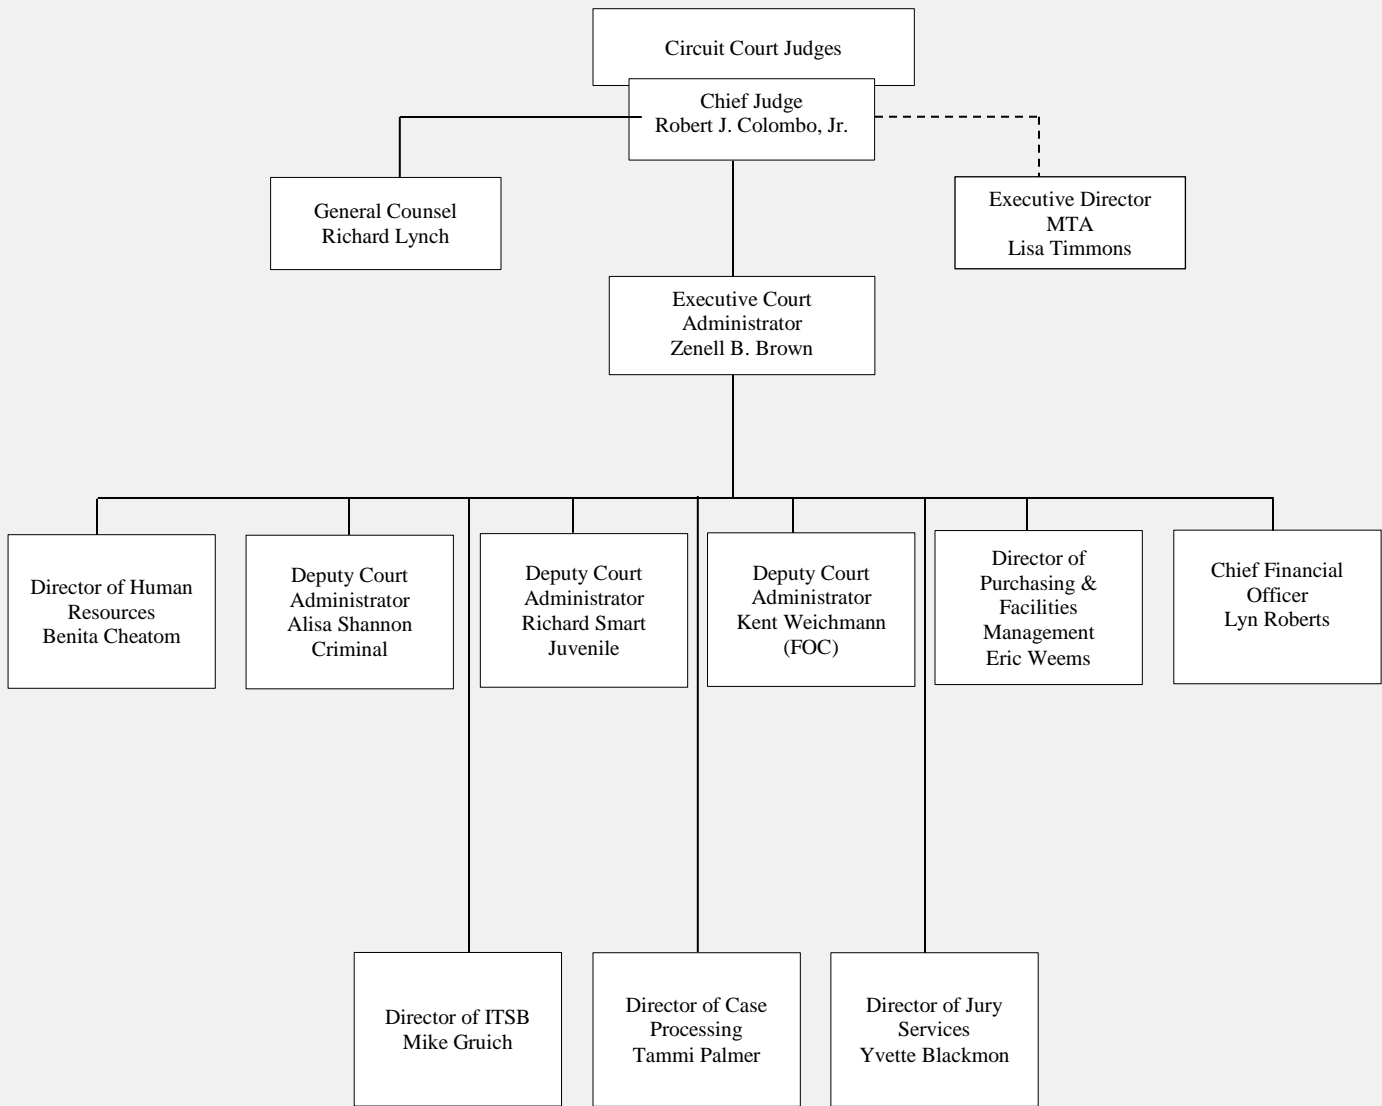 Circuit Court Judges
Chief Judge
Robert J. Colombo, Jr.
General Counsel
Richard Lynch
Executive Director
MTA
Lisa Timmons
Executive Court
Administrator
Zenell B. Brown
Director of Human
Resources
Benita Cheatom
Deputy Court
Administrator
Alisa Shannon
Criminal
Deputy Court
Administrator
Richard Smart
Juvenile
Deputy Court
Administrator
Kent Weichmann
(FOC)
Director of
Purchasing &
Facilities
Management
Eric Weems
Chief Financial
Officer
Lyn Roberts
Director of ITSB
Mike Gruich
Director of Case
Processing
Tammi Palmer
Director of Jury
Services
Yvette Blackmon